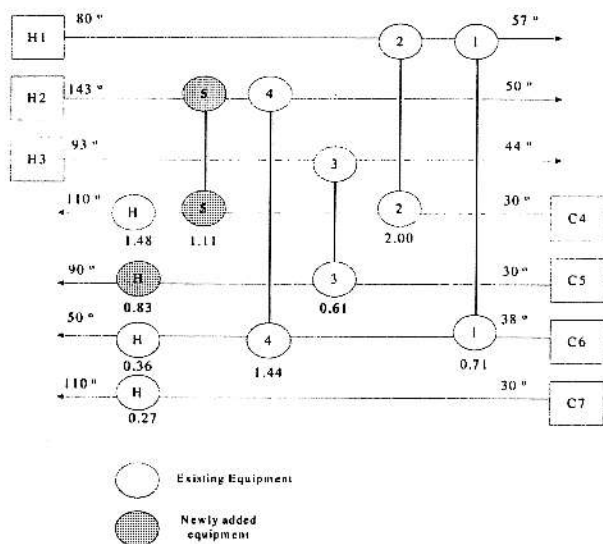 H1 80 º 2 1 57 º
H2 143 º 5 4 50 º
H3 93 º 3 44 º
110 º H 5 2 30 º C4
1.48 1.11 2.00
90 º H 3 30 º C5
0.83 0.61
50 º H 4 1 38 º C6
0.36 1.44 0.71
110 º H 30 º C7
0.27
Existing Equipment
Newly added
equipment